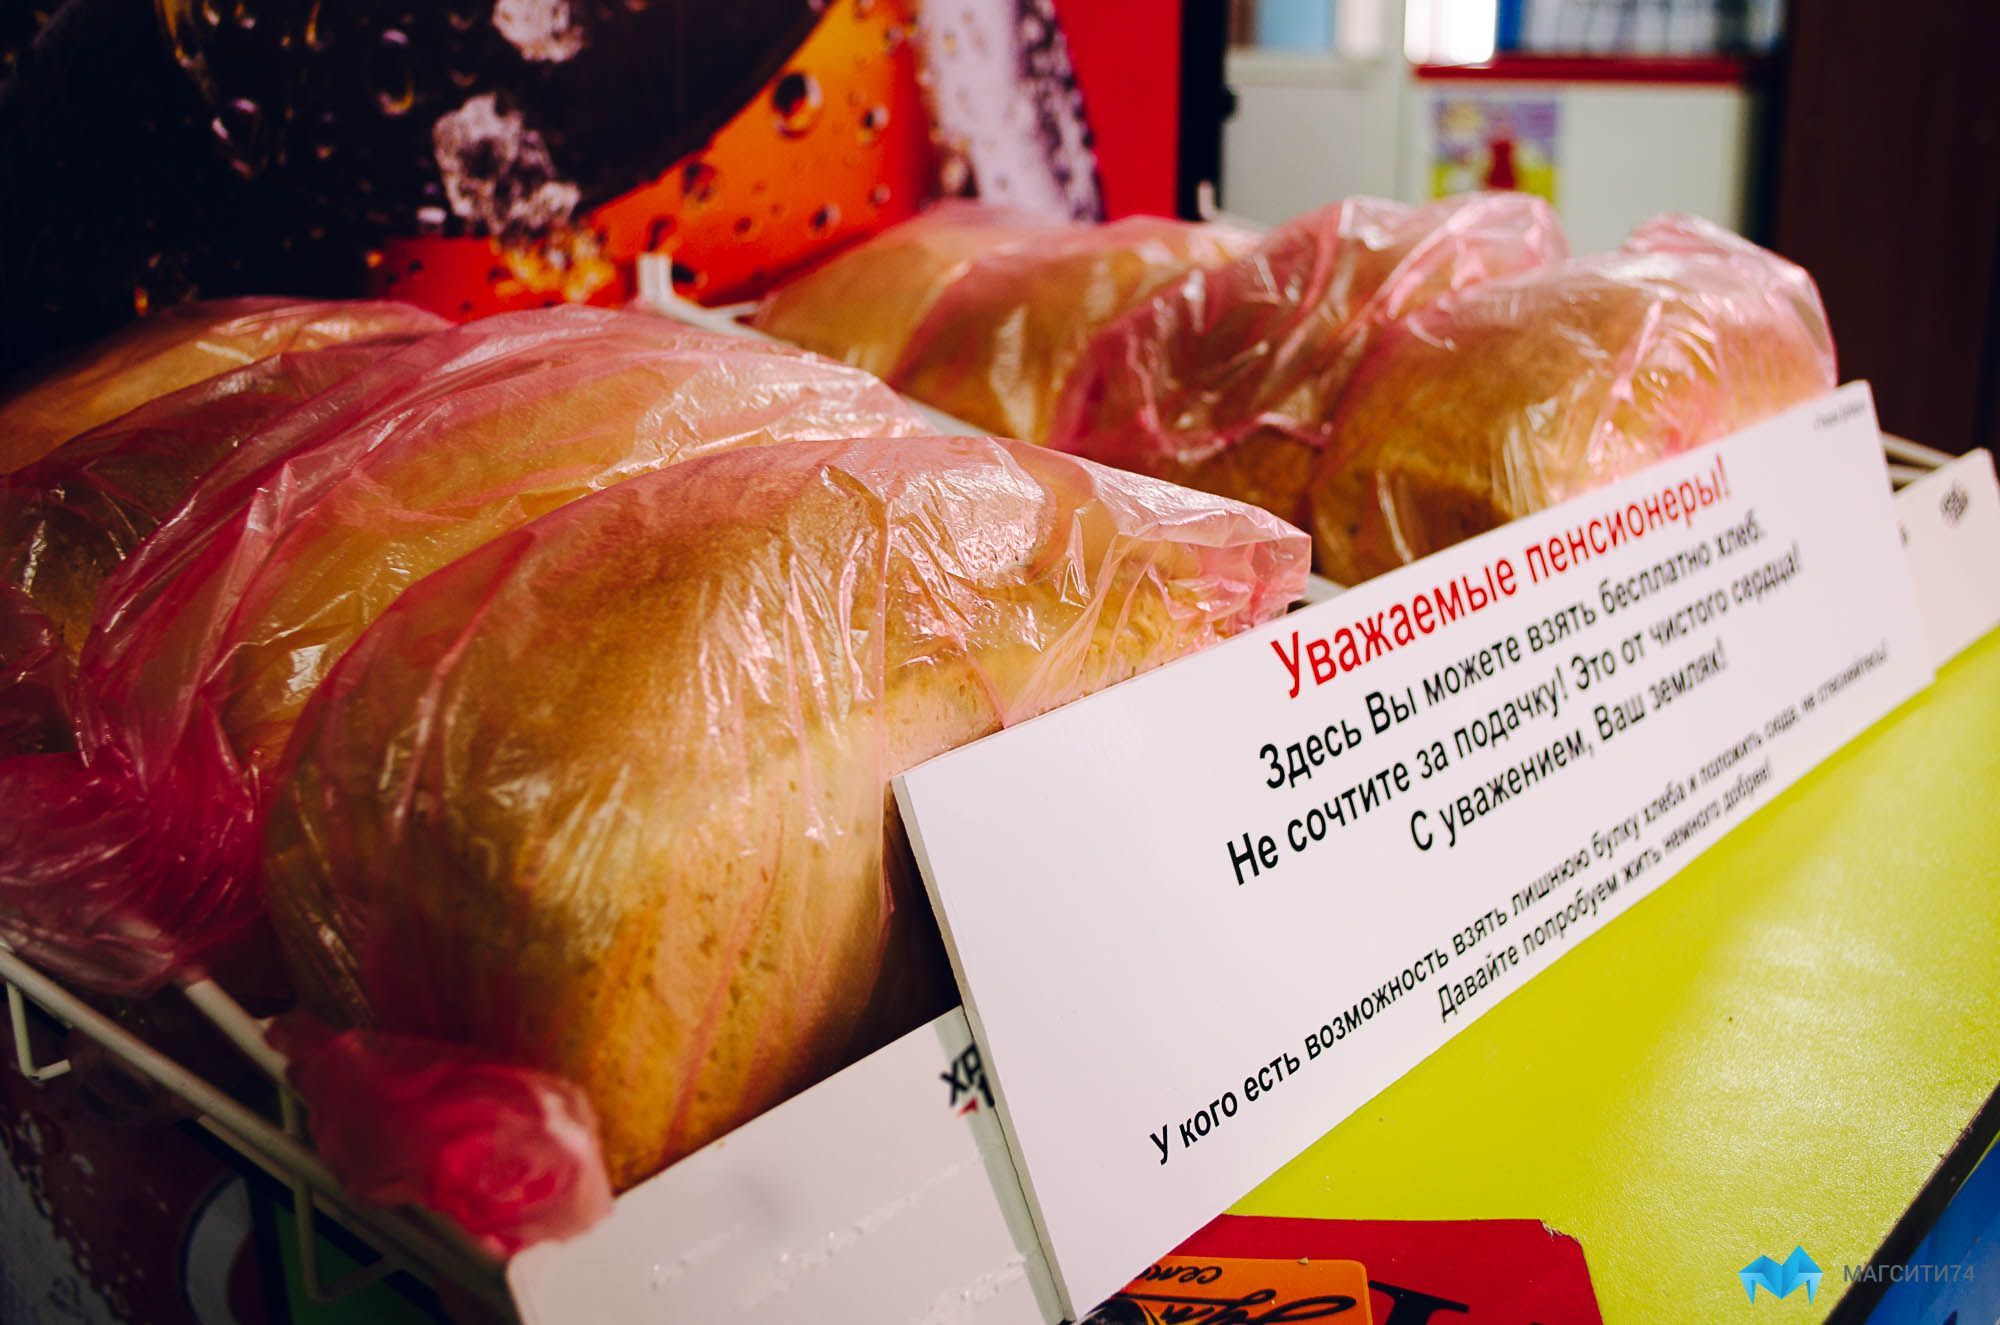 Уважаемые пенсионеры!
Здесь Вы можете взять бесплатно хлеб.
Не сочтите за подачку! Это от чистого сердца!
С уважением, Ваш земляк!
У кого есть возможность взять лишнюю булку хлеба и положить сюда, не стесняйтесь!
Давайте попробуем жить немного добрее!
МАГСИТИ74